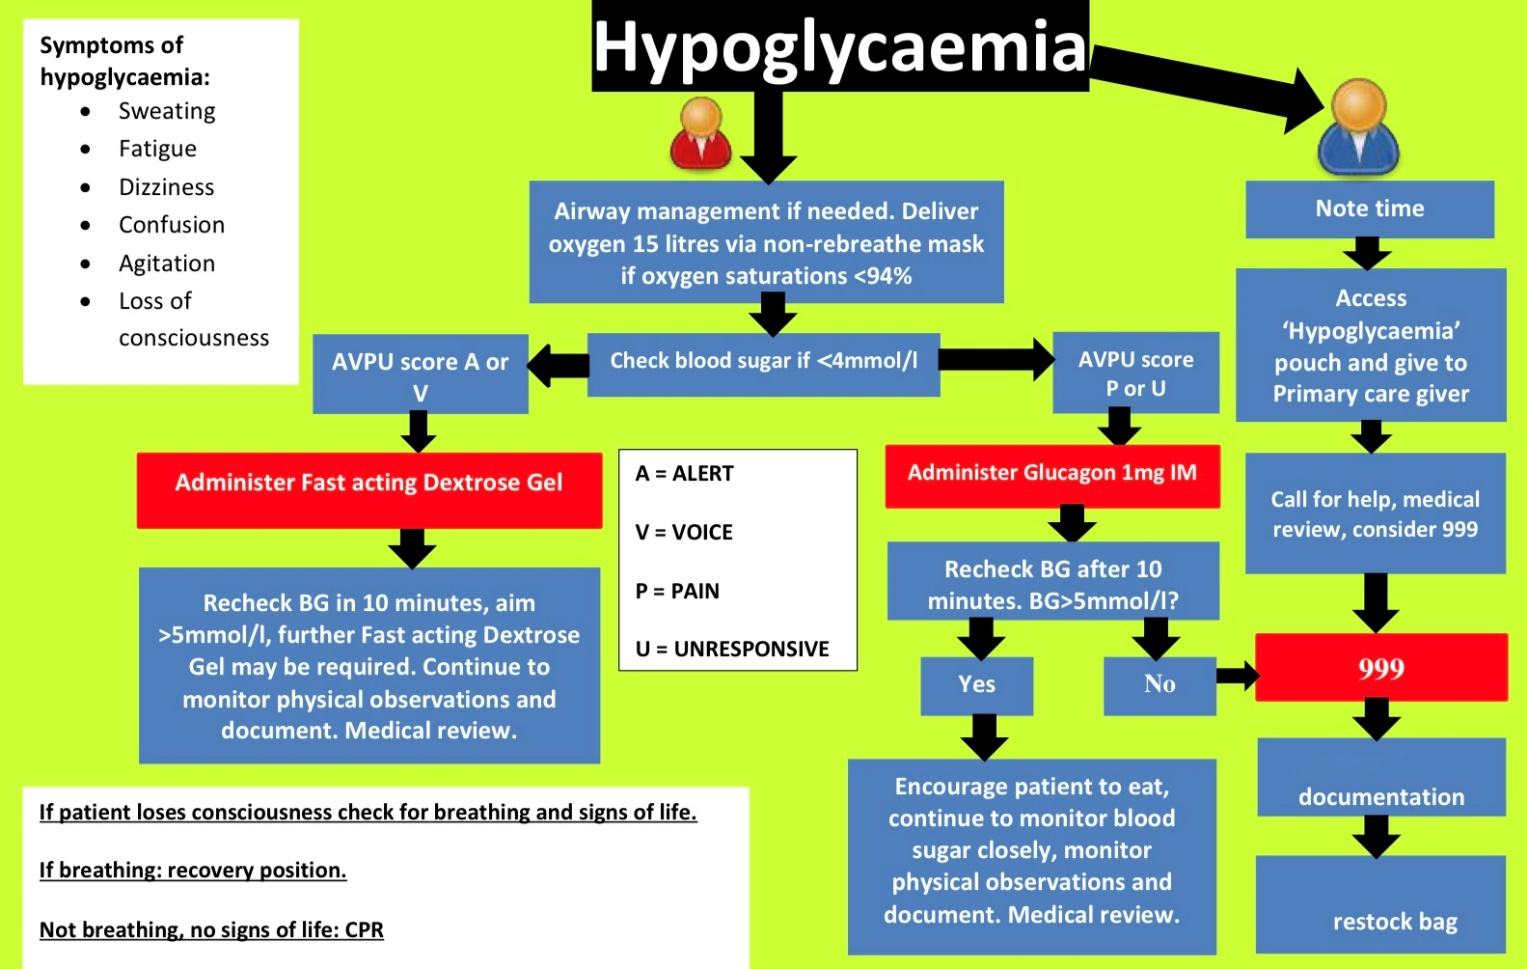 Hypoglycaemia
Symptoms of
hypoglycaemia:
• Sweating
• Fatigue
• Dizziness
• Confusion
• Agitation
• Loss of
consciousness
Airway management if needed. Deliver
oxygen 15 litres via non-rebreathe mask
if oxygen saturations <94%
Check blood sugar if <4mmol/l
AVPU score A or
V
Administer Fast acting Dextrose Gel
Recheck BG in 10 minutes, aim
>5mmol/l, further Fast acting Dextrose
Gel may be required. Continue to
monitor physical observations and
document. Medical review.
A = ALERT
V = VOICE
P = PAIN
U = UNRESPONSIVE
AVPU score
P or U
Administer Glucagon 1mg IM
Recheck BG after 10
minutes. BG>5mmol/l?
Yes
No
Encourage patient to eat,
continue to monitor blood
sugar closely, monitor
physical observations and
document. Medical review.
Note time
Access
‘Hypoglycaemia’
pouch and give to
Primary care giver
Call for help, medical
review, consider 999
999
documentation
restock bag
If patient loses consciousness check for breathing and signs of life.
If breathing: recovery position.
Not breathing, no signs of life: CPR